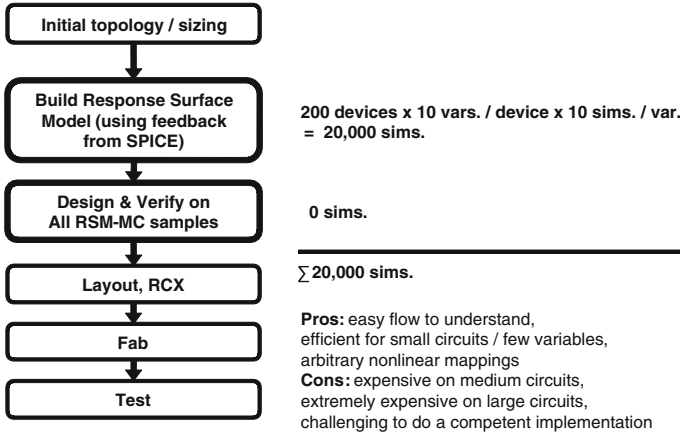 Initial topology / sizing
Build Response Surface
Model (using feedback
from SPICE)
200 devices x 10 vars. / device x 10 sims. / var.
= 20,000 sims.
Design & Verify on
All RSM-MC samples
0 sims.
∑ 20,000 sims.
Layout, RCX
Fab
Test
Pros: easy flow to understand,
efficient for small circuits / few variables,
arbitrary nonlinear mappings
Cons: expensive on medium circuits,
extremely expensive on large circuits,
challenging to do a competent implementation